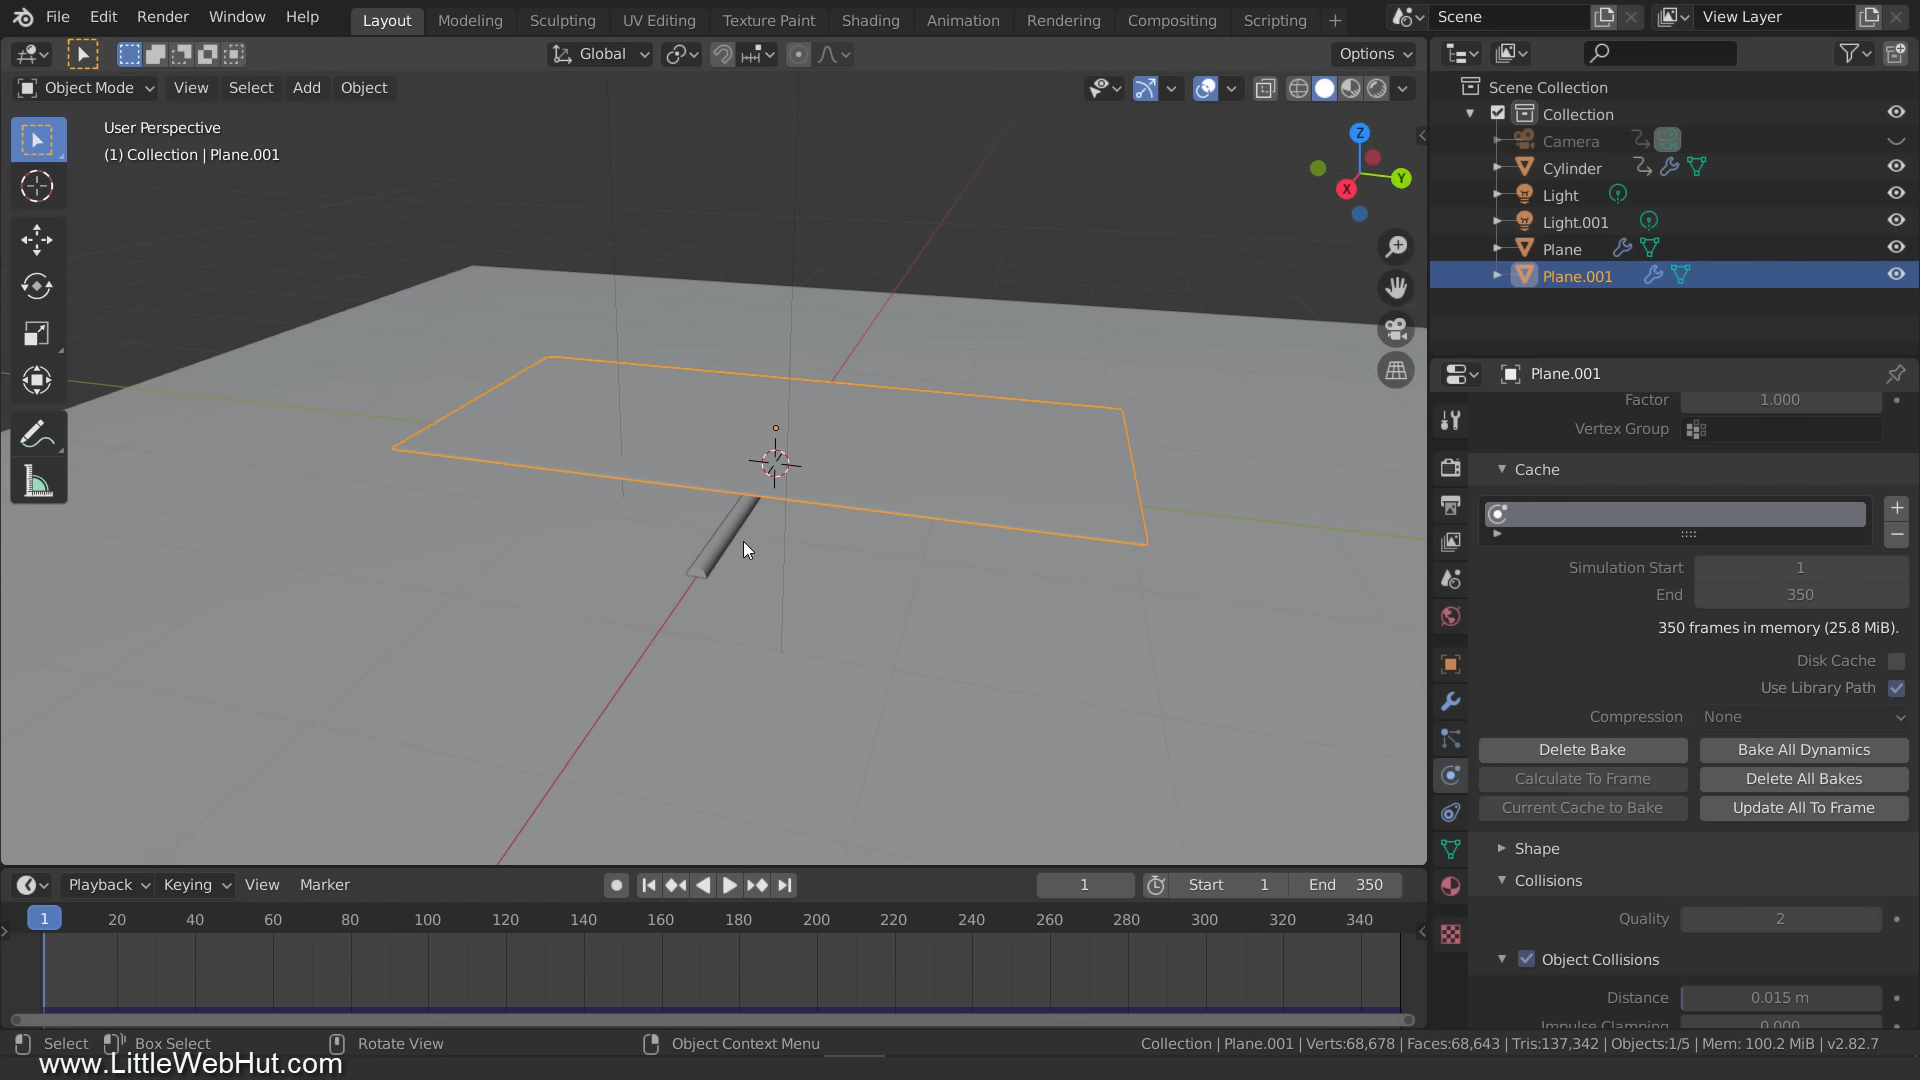 File Edit Render Window Help Layout Modeling Sculpting UV Editing Texture Paint Shading Animation Rendering Compositing Scripting + Scene View Layer
Global Options
Object Mode View Select Add Object
User Perspective
(1) Collection | Plane.001
Z
Y
X
Scene Collection
Collection
Camera
Cylinder
Light
Light.001
Plane
Plane.001
Plane.001
Factor 1.000
Vertex Group
Cache
Simulation Start 1
End 350
350 frames in memory (25.8 MiB).
Disk Cache
Use Library Path
Compression None
Delete Bake Bake All Dynamics
Calculate To Frame Delete All Bakes
Current Cache to Bake Update All To Frame
Shape
Collisions
Quality 2
Object Collisions
Distance 0.015 m
Impulse Clamping 0.000
Playback Keying View Marker 1 Start 1 End 350
1 20 40 60 80 100 120 140 160 180 200 220 240 260 280 300 320 340
Select Box Select Rotate View Object Context Menu Collection | Plane.001 | Verts:68,678 | Faces:68,643 | Tris:137,342 | Objects:1/5 | Mem: 100.2 MiB | v2.82.7
www.LittleWebHut.com